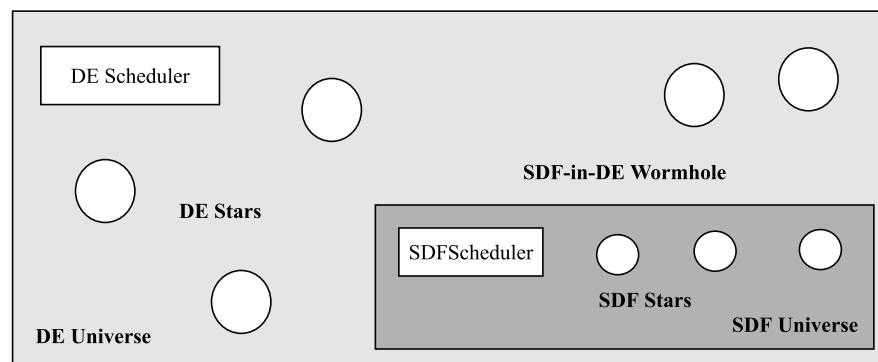 DE Scheduler
SDF-in-DE Wormhole
DE Stars
SDFScheduler
SDF Stars
SDF Universe
DE Universe